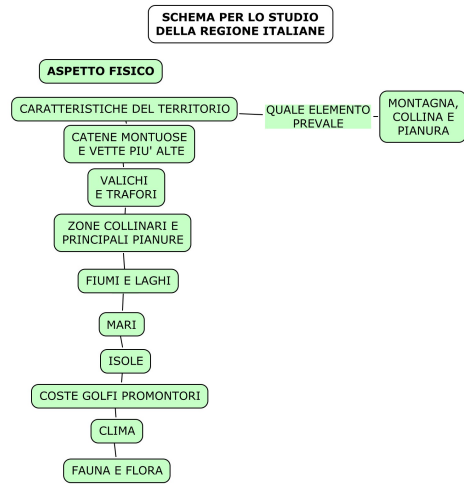 SCHEMA PER LO STUDIO
DELLA REGIONE ITALIANE
ASPETTO FISICO
CARATTERISTICHE DEL TERRITORIO
QUALE ELEMENTO
PREVALE
MONTAGNA,
COLLINA E
PIANURA
CATENE MONTUOSE
E VETTE PIU' ALTE
VALICHI
E TRAFORI
ZONE COLLINARI E
PRINCIPALI PIANURE
FIUMI E LAGHI
MARI
ISOLE
COSTE GOLFI PROMONTORI
CLIMA
FAUNA E FLORA